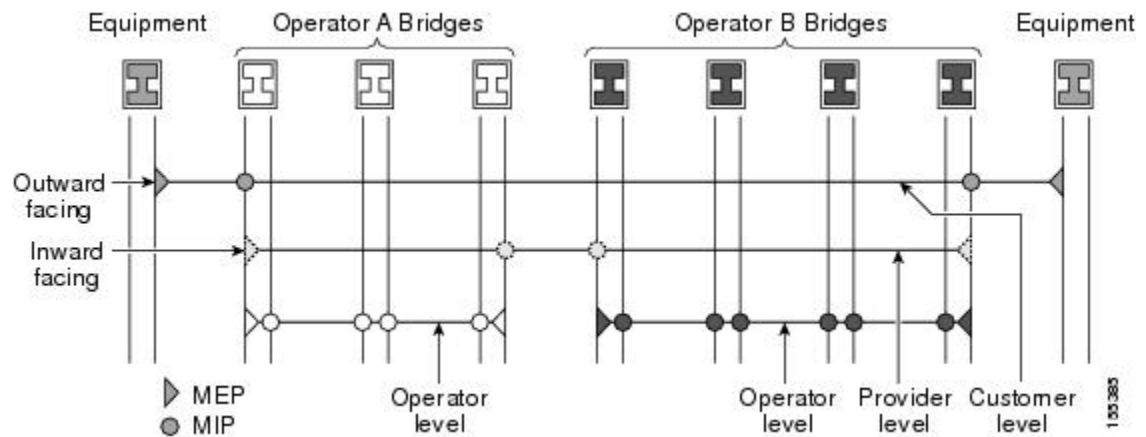 Equipment
Operator A Bridges
Operator B Bridges
Equipment
Outward
facing
Inward
facing
MEP
MIP
Operator
level
Operator
level
Provider
level
Customer
level
155385